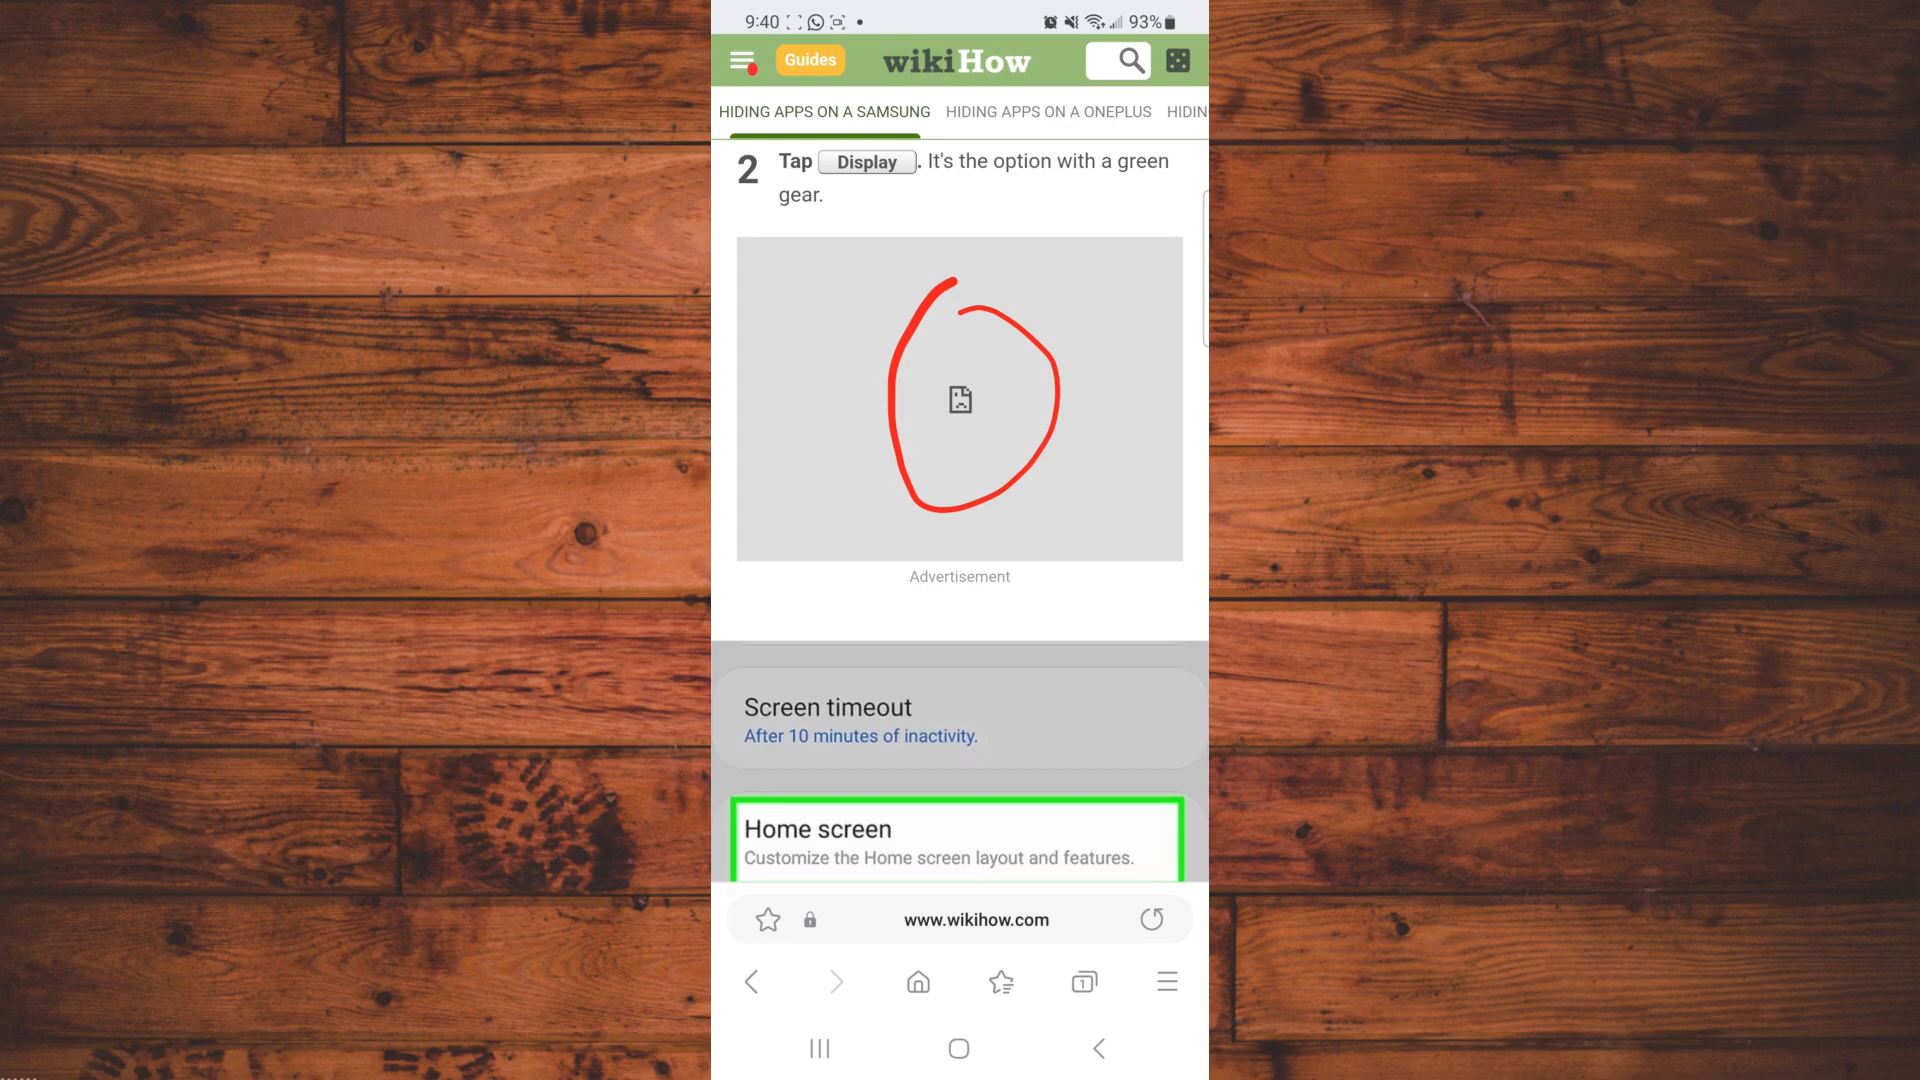 9:40 93%
Guides wikiHow
HIDING APPS ON A SAMSUNG HIDING APPS ON A ONEPLUS HIDIN
2 Tap Display. It's the option with a green
gear.
Advertisement
Screen timeout
After 10 minutes of inactivity.
Home screen
Customize the Home screen layout and features.
www.wikihow.com
1